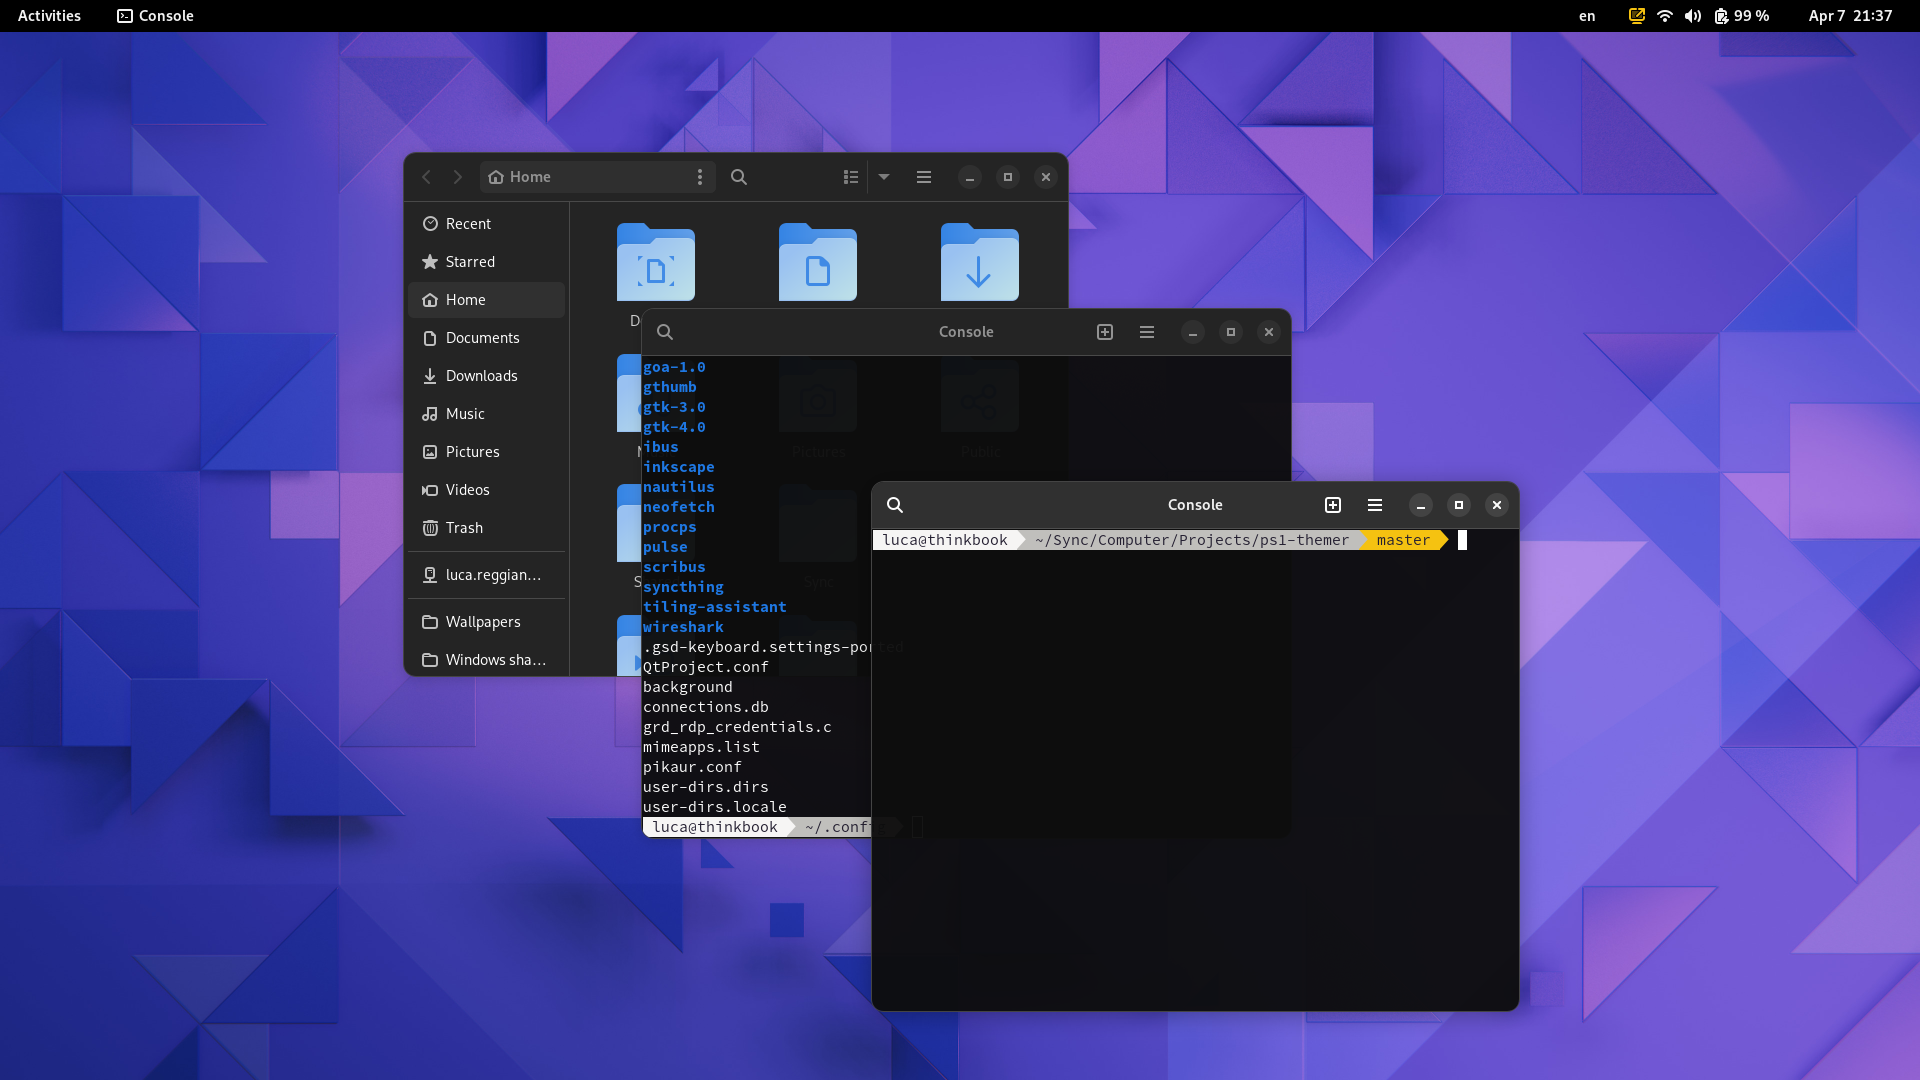 Activities
Console
en
99 %
Apr 7 21:37
Home
Recent
Starred
Home
Documents
Downloads
Music
Pictures
Videos
Trash
luca.reggian…
Wallpapers
Windows sha…
Pictures
Public
Sync
Console
goa-1.0
gthumb
gtk-3.0
gtk-4.0
ibus
inkscape
nautilus
neofetch
procps
pulse
scribus
syncthing
tiling-assistant
wireshark
.gsd-keyboard.settings-ported
QtProject.conf
background
connections.db
grd_rdp_credentials.c
mimeapps.list
pikaur.conf
user-dirs.dirs
user-dirs.locale
luca@thinkbook ~/.conf
Console
luca@thinkbook ~/Sync/Computer/Projects/ps1-themer master